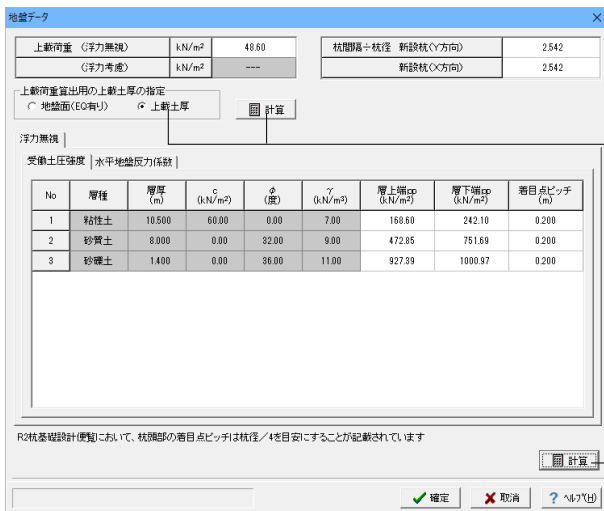 地盤データ
上載荷重 (浮力無視) kN/m² 48.60 杭間隔÷杭径 新設杭(Y方向) 2.542
(浮力考慮) kN/m² --- 新設杭(X方向) 2.542
上載荷重算出用の上載土厚の指定
地盤面(EQ有り) 上載土厚 計算
浮力無視
受働土圧強度 水平地盤反力係数
No 層種 層厚 (m) c (kN/m²) φ (度) γ (kN/m³) 層上端pp (kN/m²) 層下端pp (kN/m²) 着目点ピッチ (m)
1 粘性土 10.500 60.00 0.00 7.00 168.60 242.10 0.200
2 砂質土 8.000 0.00 32.00 9.00 472.85 751.69 0.200
3 砂礫土 1.400 0.00 36.00 11.00 927.39 1000.97 0.200
R2杭基礎設計便覧において、杭頭部の着目点ピッチは杭径/4を目安にすることが記載されています
計算
確定 取消 ? ヘルプ(H)